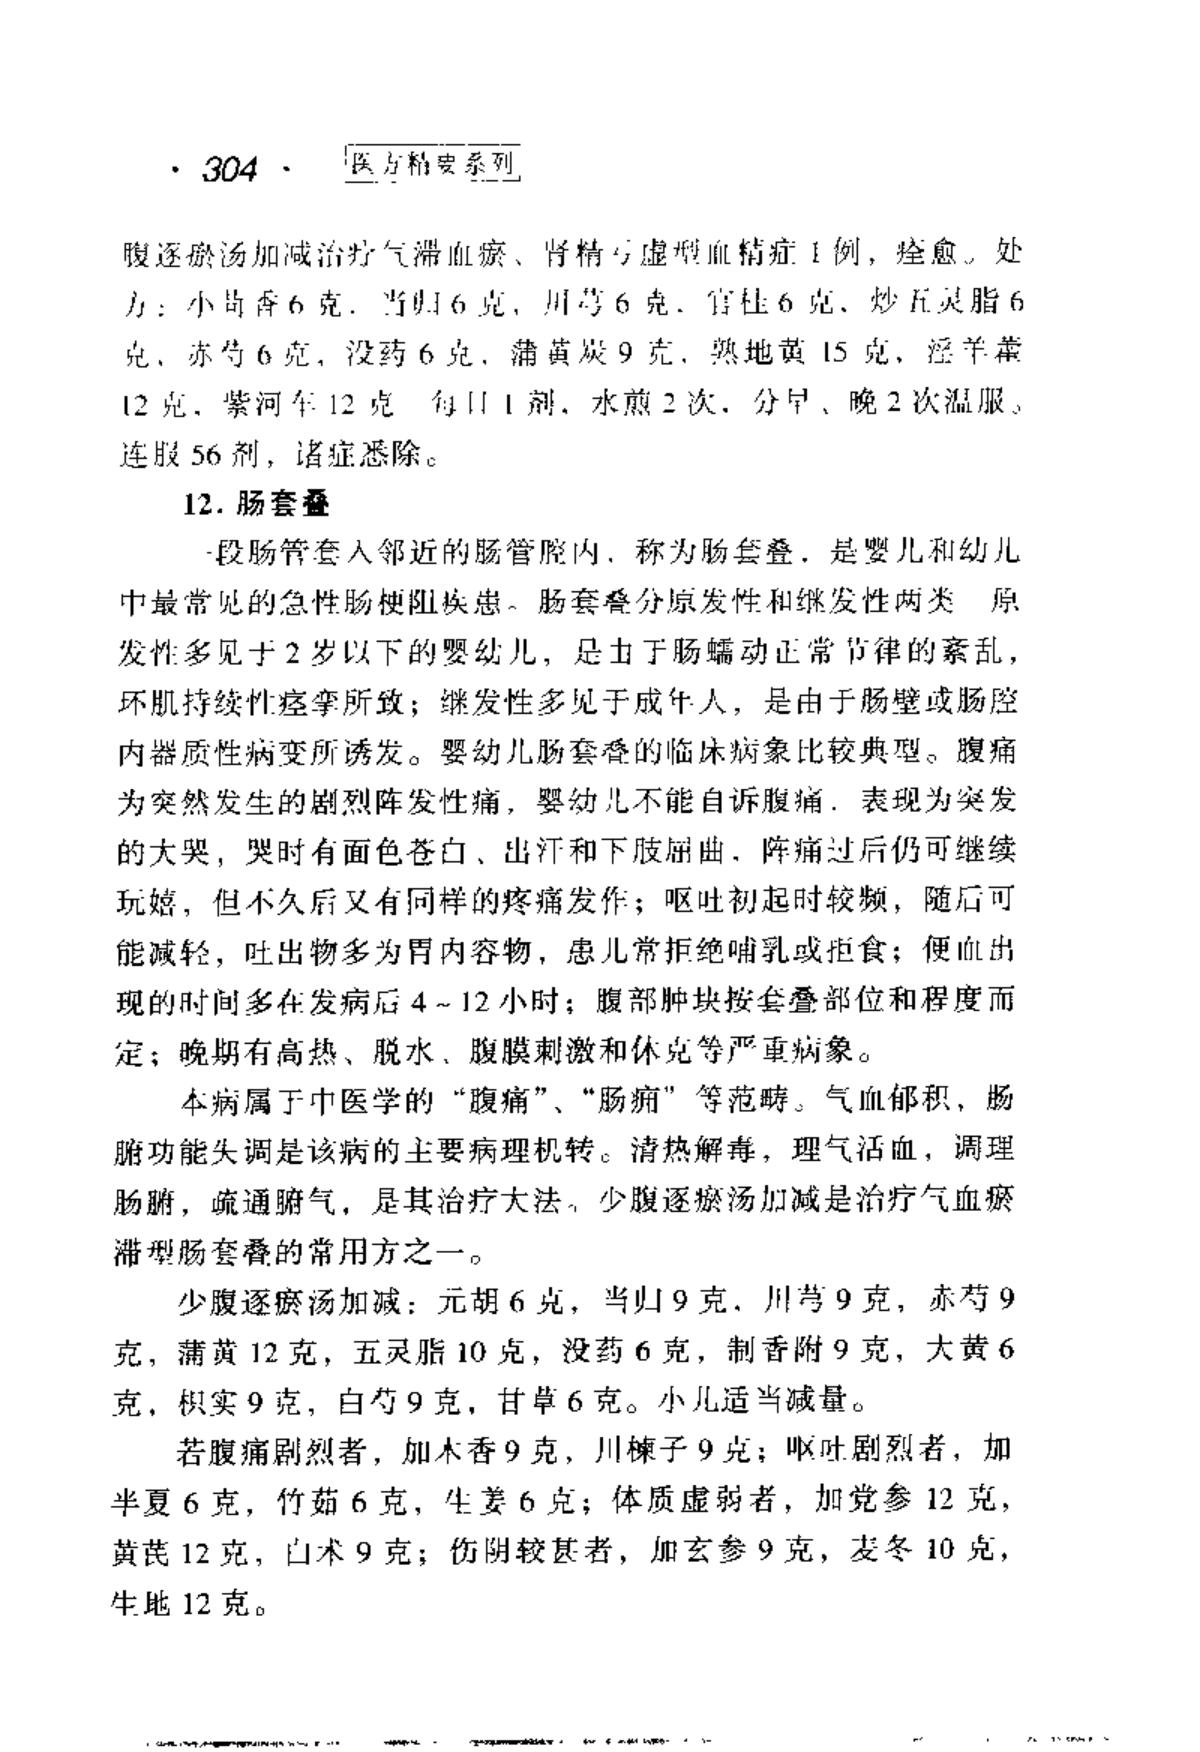 · 304 · 医方精要系列
腹逐瘀汤加减治疗气滞血瘀、肾精亏虚型血精症1例，痊愈。处
方：小茴香6克，当归6克，川芎6克，官桂6克，炒五灵脂6
克，赤芍6克，没药6克，蒲黄炭9克，熟地黄15克，淫羊藿
12克，紫河车12克 每日1剂，水煎2次，分早、晚2次温服。
连服56剂，诸症悉除。
12. 肠套叠
一段肠管套入邻近的肠管腔内，称为肠套叠，是婴儿和幼儿
中最常见的急性肠梗阻疾患。肠套叠分原发性和继发性两类 原
发性多见于2岁以下的婴幼儿，是由于肠蠕动正常节律的紊乱，
环肌持续性痉挛所致；继发性多见于成年人，是由于肠壁或肠腔
内器质性病变所诱发。婴幼儿肠套叠的临床病象比较典型。腹痛
为突然发生的剧烈阵发性痛，婴幼儿不能自诉腹痛，表现为突发
的大哭，哭时有面色苍白、出汗和下肢屈曲，阵痛过后仍可继续
玩嬉，但不久后又有同样的疼痛发作；呕吐初起时较频，随后可
能减轻，吐出物多为胃内容物，患儿常拒绝哺乳或拒食；便血出
现的时间多在发病后4~12小时；腹部肿块按套叠部位和程度而
定；晚期有高热、脱水、腹膜刺激和休克等严重病象。
本病属于中医学的“腹痛”、“肠痈”等范畴。气血郁积，肠
腑功能失调是该病的主要病理机转。清热解毒，理气活血，调理
肠腑，疏通腑气，是其治疗大法。少腹逐瘀汤加减是治疗气血瘀
滞型肠套叠的常用方之一。
少腹逐瘀汤加减：元胡6克，当归9克，川芎9克，赤芍9
克，蒲黄12克，五灵脂10克，没药6克，制香附9克，大黄6
克，枳实9克，白芍9克，甘草6克。小儿适当减量。
若腹痛剧烈者，加木香9克，川楝子9克；呕吐剧烈者，加
半夏6克，竹茹6克，生姜6克；体质虚弱者，加党参12克，
黄芪12克，白术9克；伤阴较甚者，加玄参9克，麦冬10克，
生地12克。